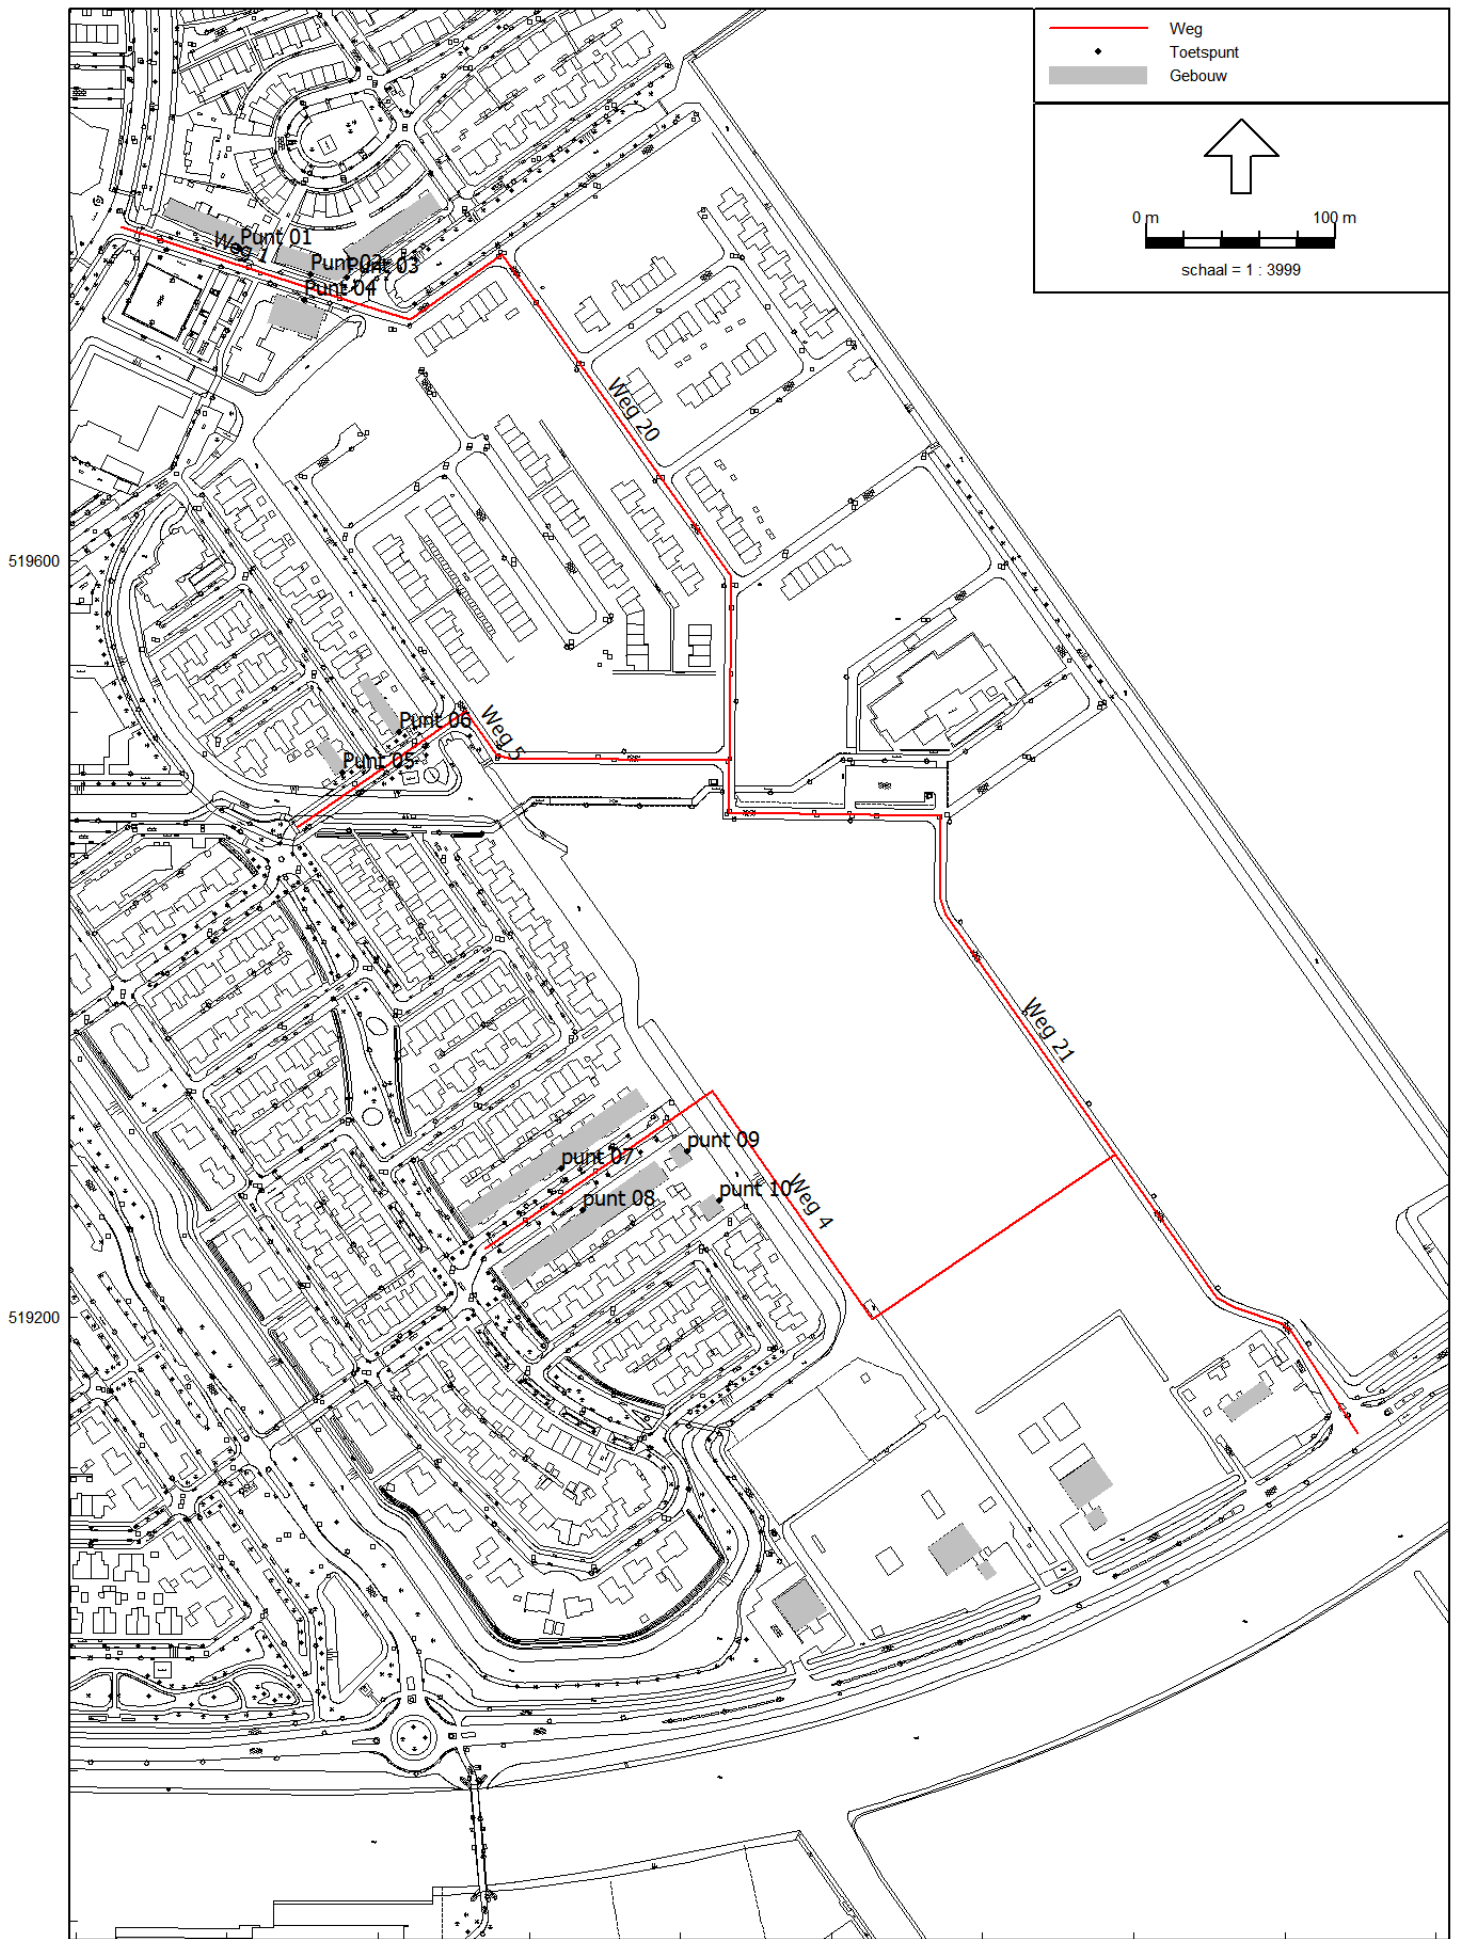 Weg
Toetspunt
Gebouw
0 m 100 m
schaal = 1 : 3999
Weg 1
Punt 01
Punt 02
Punt 03
Punt 04
Weg 20
519600
Punt 06
Weg 5
Punt 05
Weg 21
punt 09
punt 07
punt 10
punt 08
Weg 4
519200